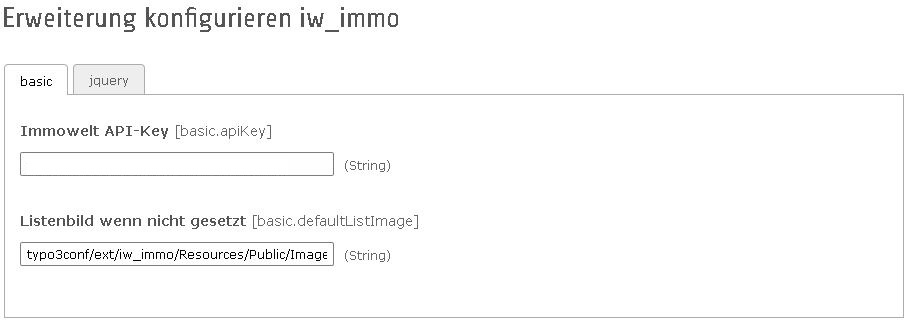 Erweiterung konfigurieren iw_immo
basic jquery
Immowelt API-Key [basic.apiKey]
(String)
Listenbild wenn nicht gesetzt [basic.defaultListImage]
typo3conf/ext/iw_immo/Resources/Public/Image (String)